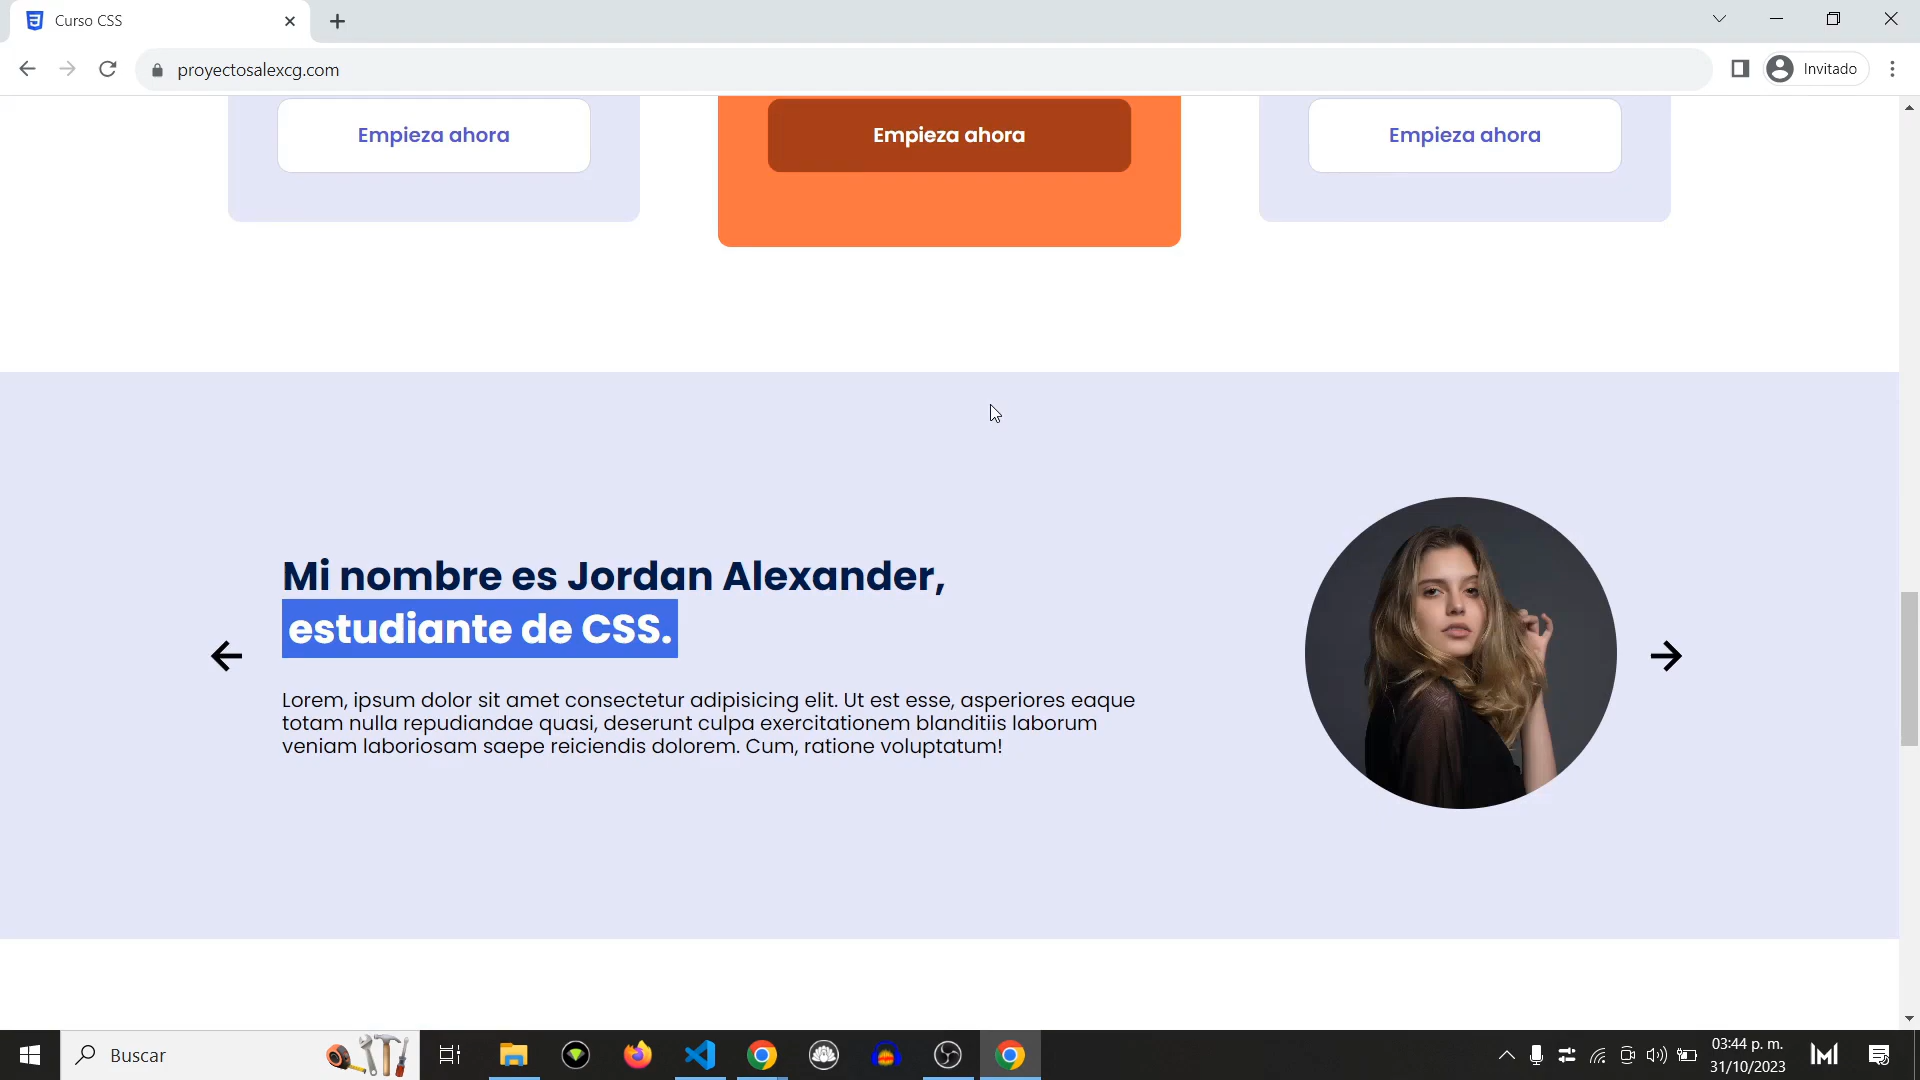 Curso CSS
proyectosalexcg.com
Invitado
Empieza ahora
Empieza ahora
Empieza ahora
Mi nombre es Jordan Alexander,
estudiante de CSS.
Lorem, ipsum dolor sit amet consectetur adipisicing elit. Ut est esse, asperiores eaque
totam nulla repudiandae quasi, deserunt culpa exercitationem blanditiis laborum
veniam laboriosam saepe reiciendis dolorem. Cum, ratione voluptatum!
Buscar
03:44 p. m.
31/10/2023